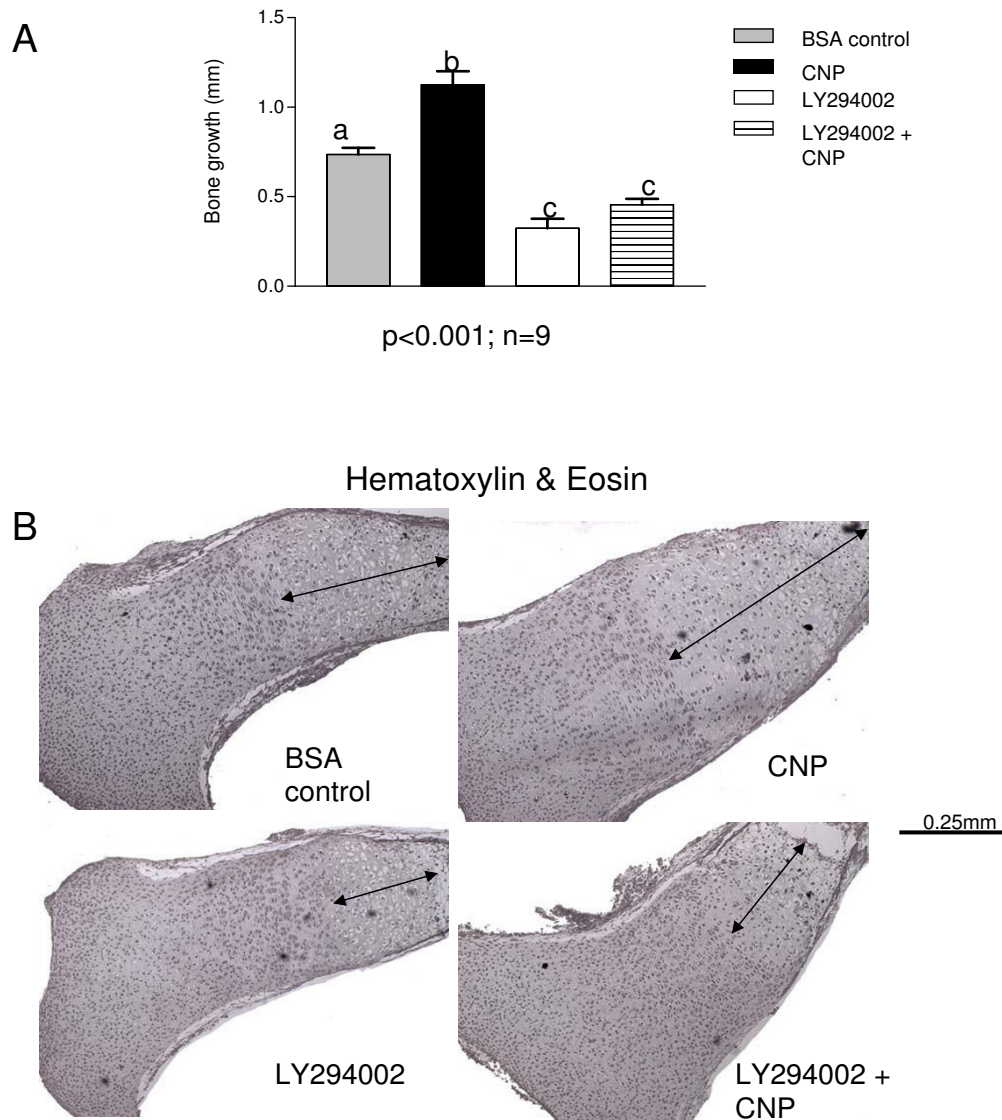 A
Bone growth (mm)
1.5
1.0
0.5
0.0
a
b
c
c
BSA control
CNP
LY294002
LY294002 +
CNP
p<0.001; n=9
Hematoxylin & Eosin
B
BSA
control
CNP
0.25mm
LY294002
LY294002 +
CNP